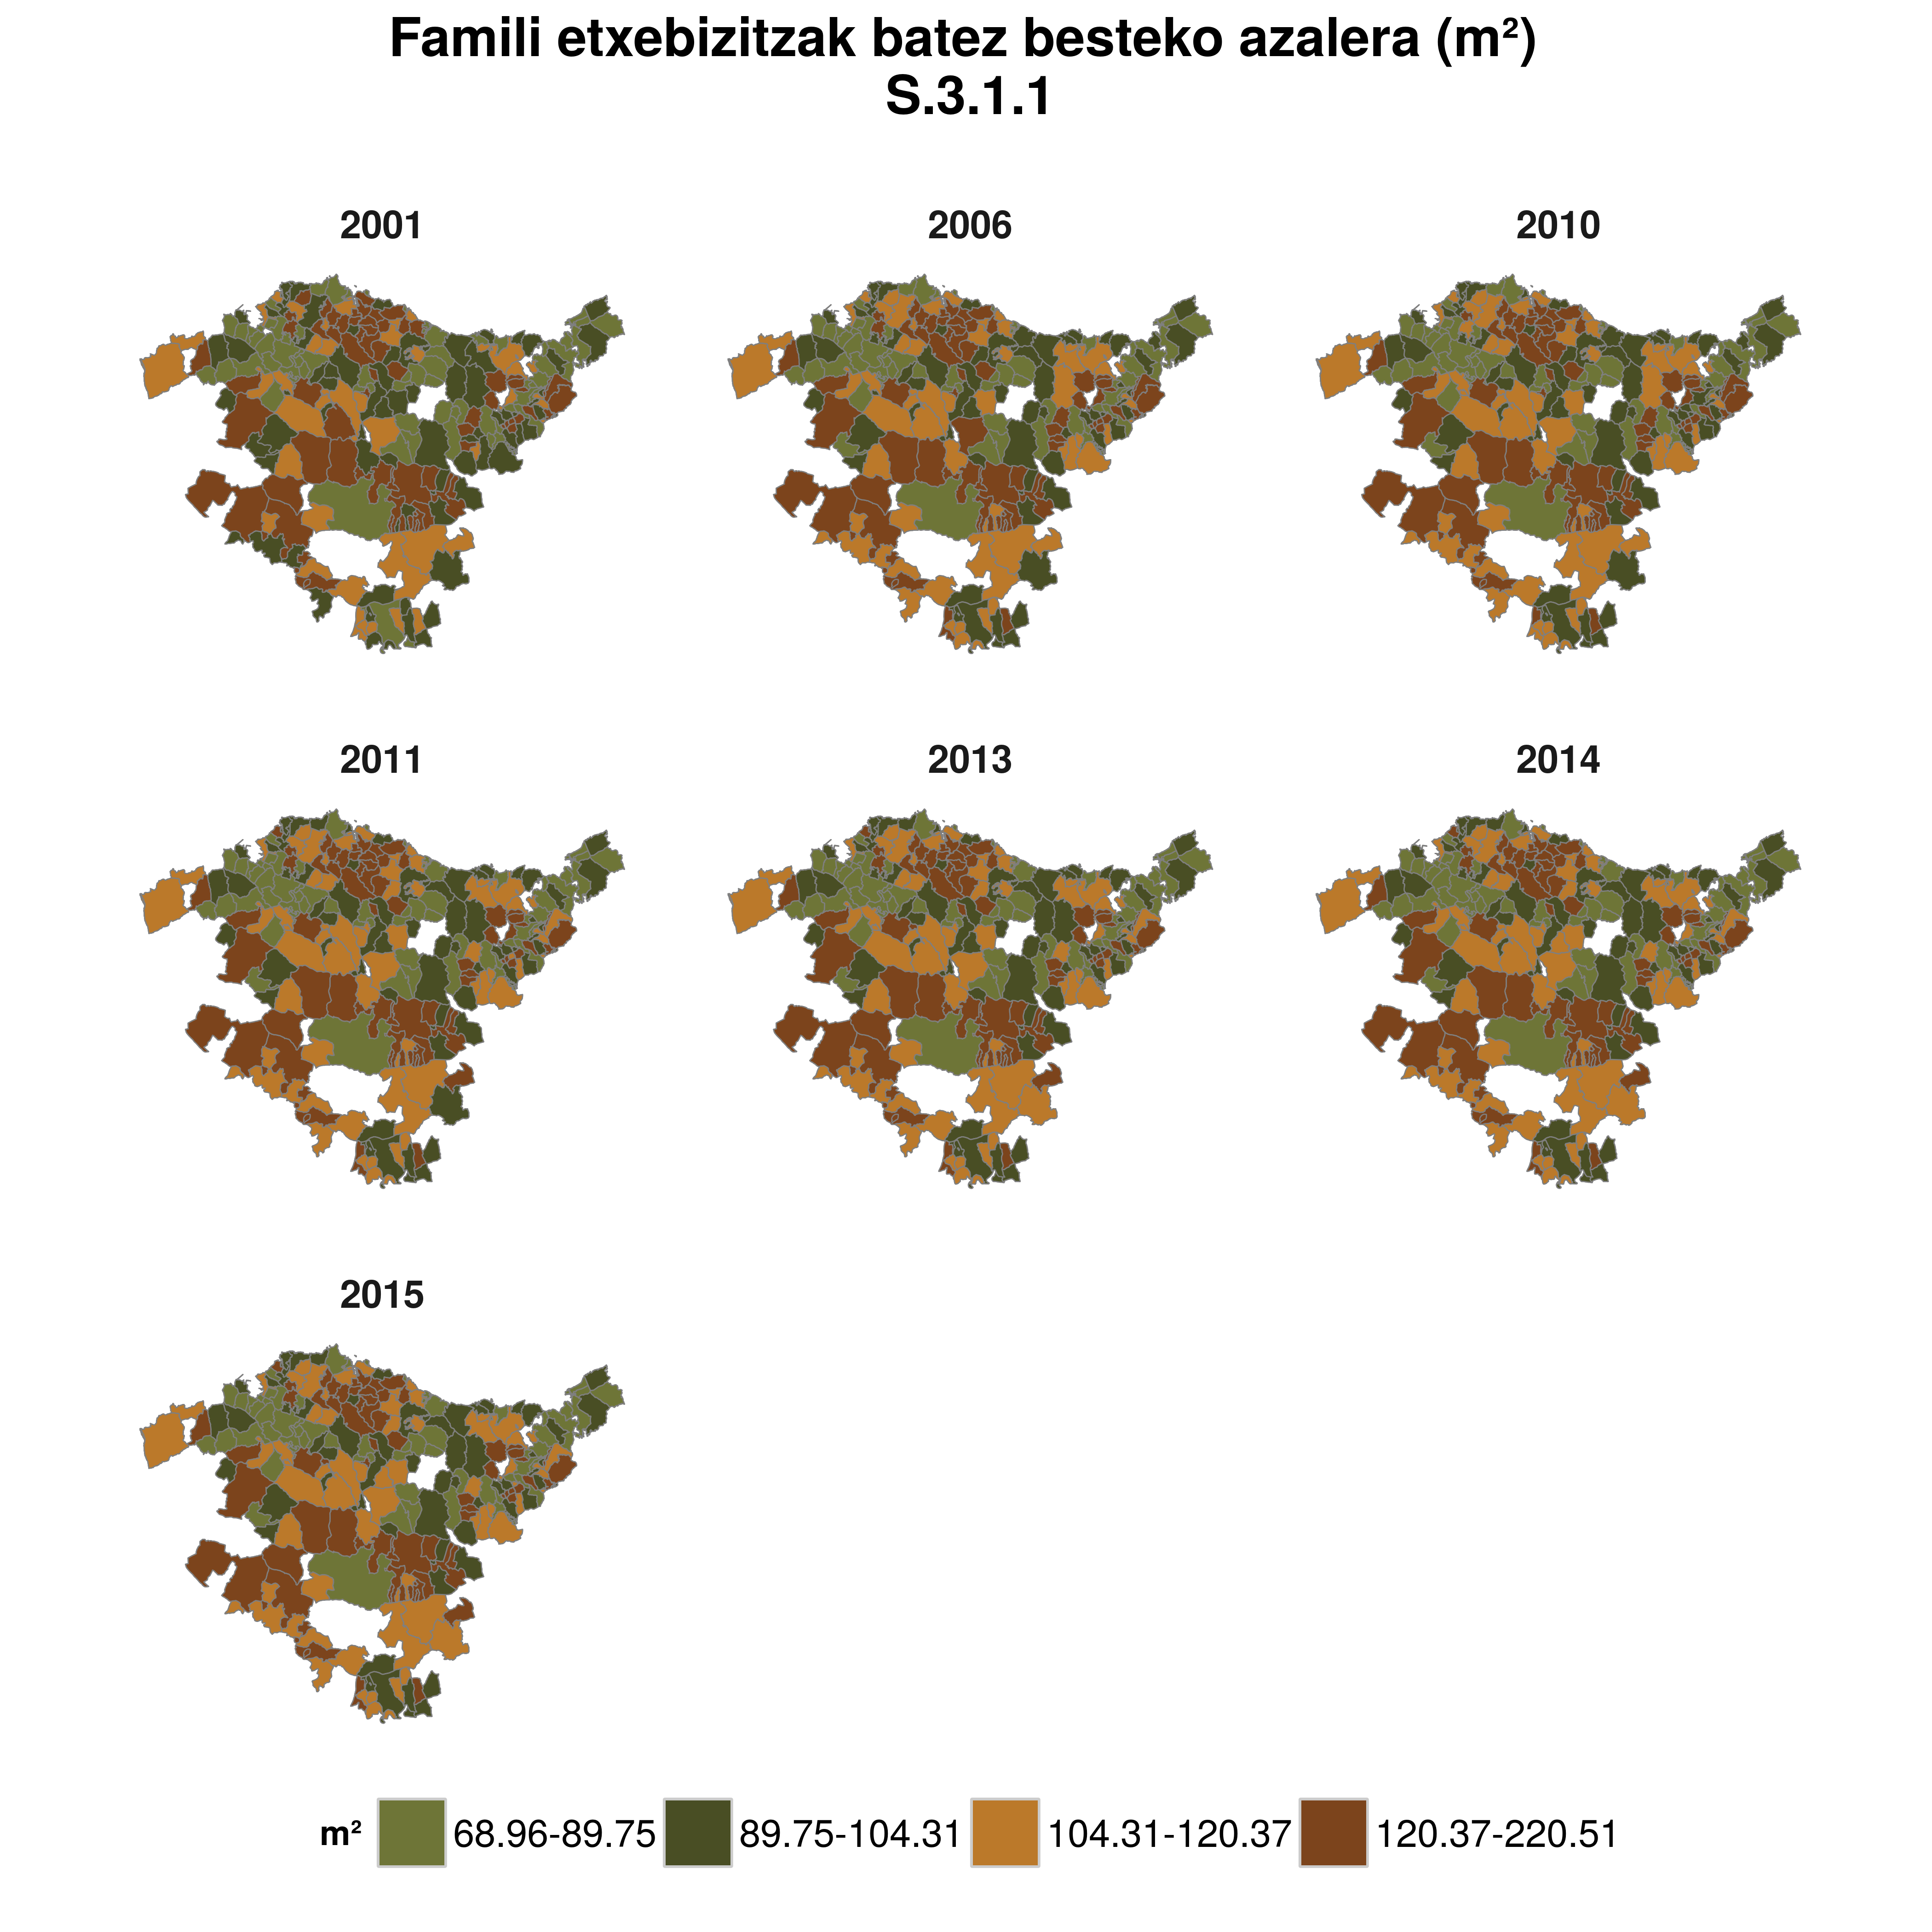 Famili etxebizitzak batez besteko azalera (m²)
S.3.1.1
2001
2006
2010
2011
2013
2014
2015
m² 68.96-89.75 89.75-104.31 104.31-120.37 120.37-220.51